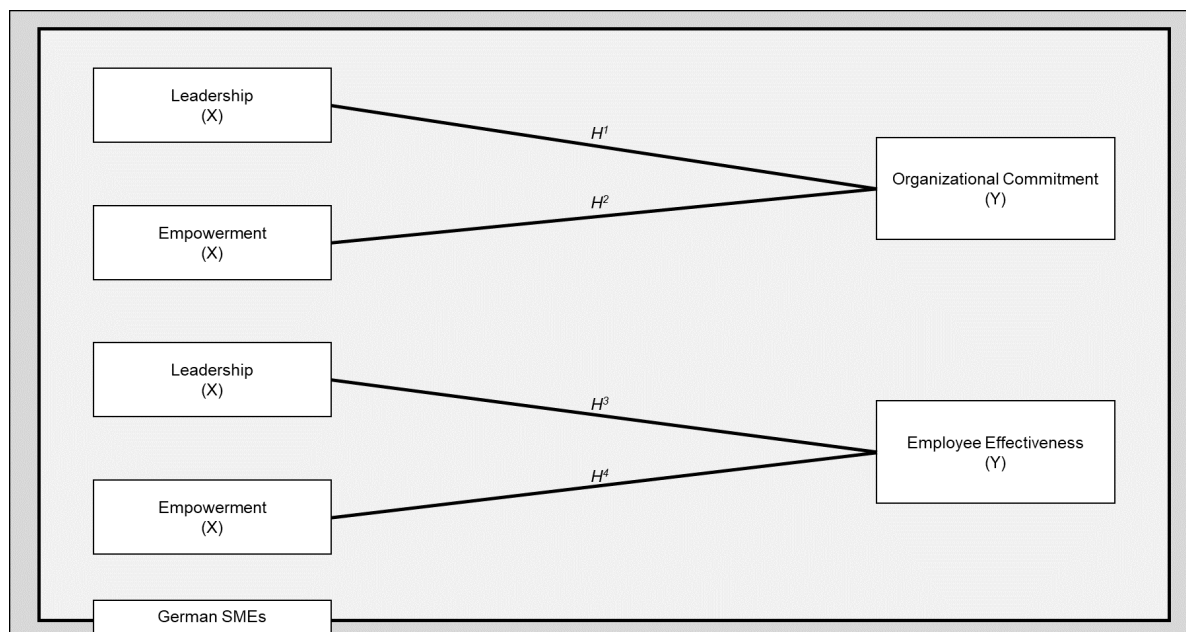 Leadership
(X)
H¹
Organizational Commitment
(Y)
Empowerment
(X)
H²
Leadership
(X)
H³
Employee Effectiveness
(Y)
Empowerment
(X)
H⁴
German SMEs